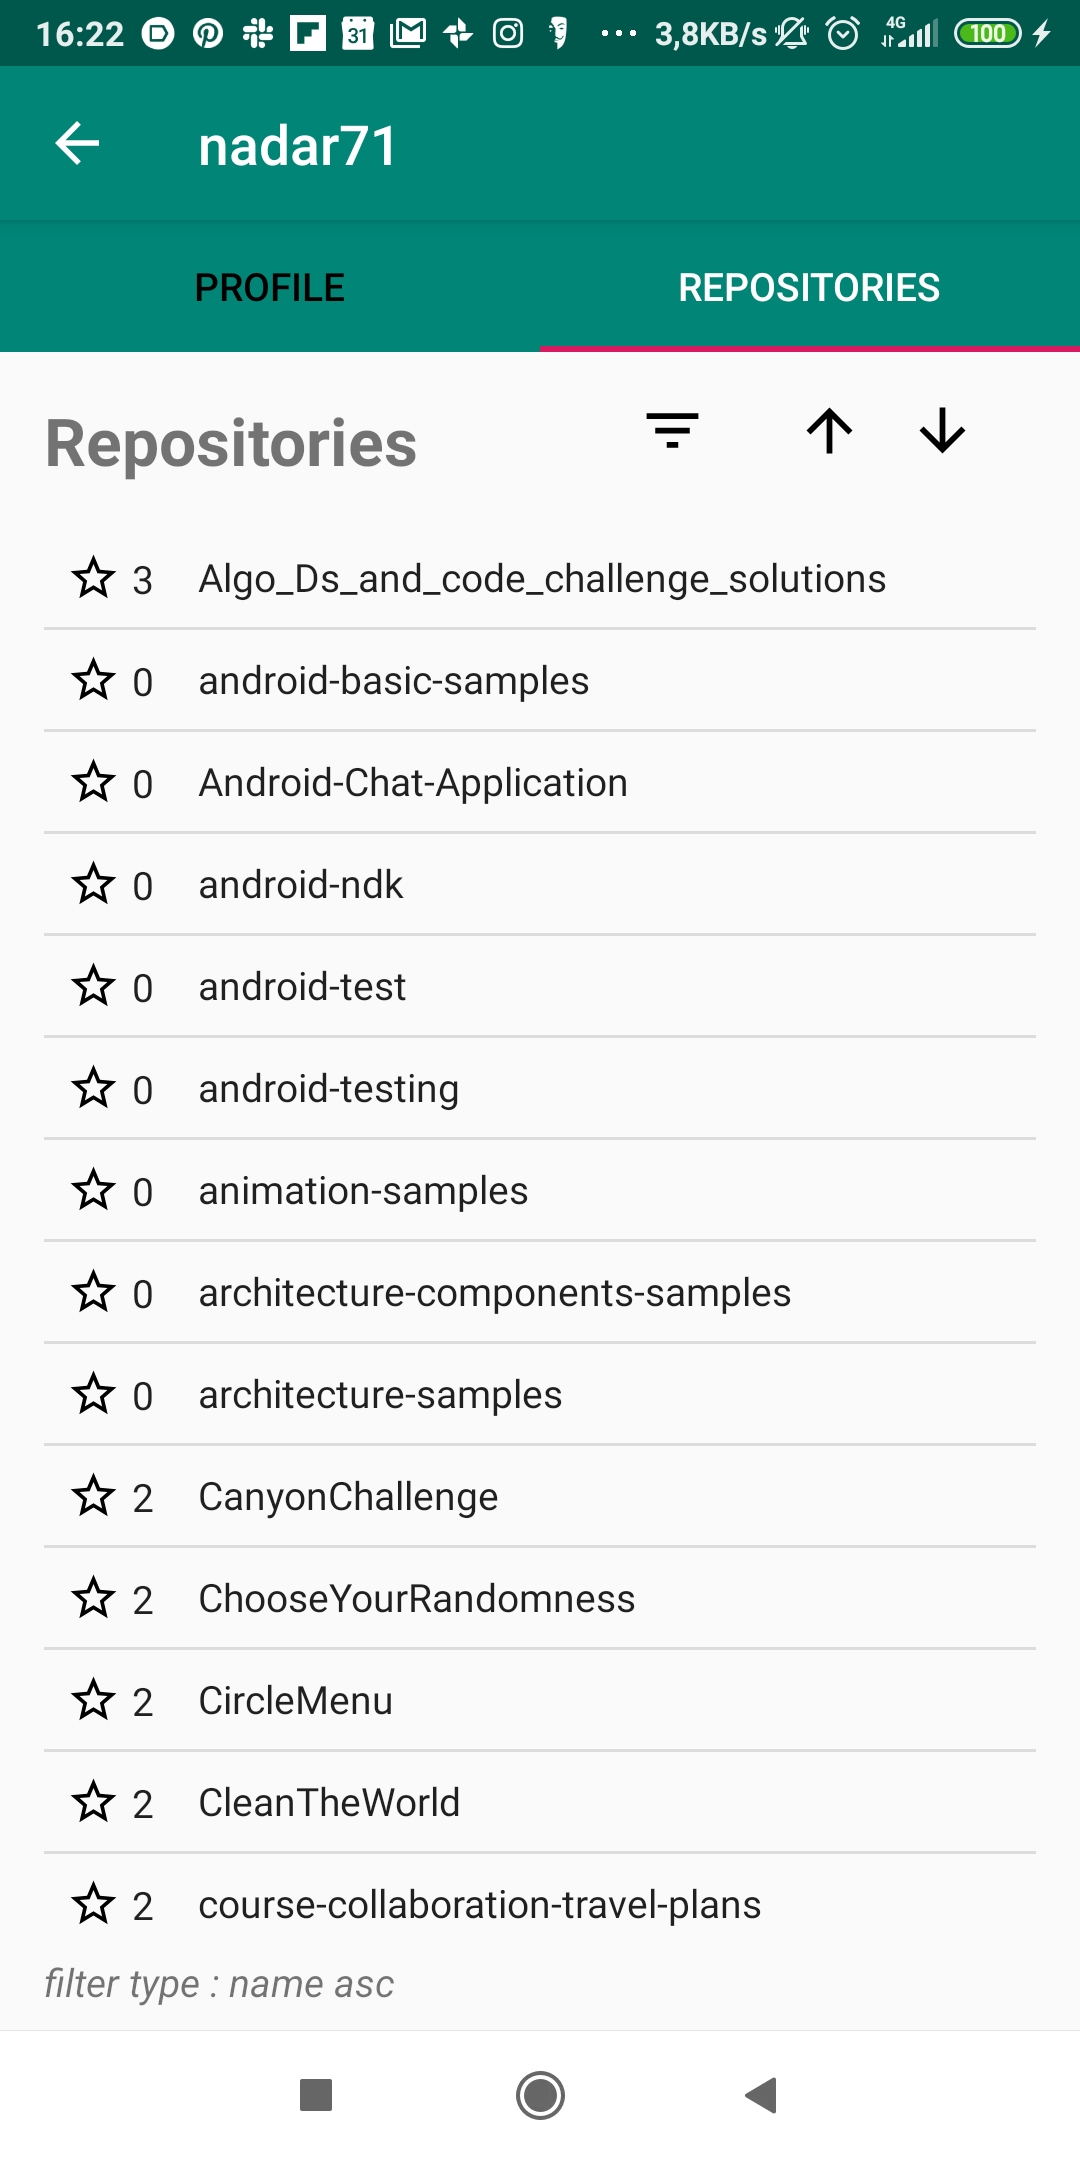 16:22 31 ... 3,8KB/s 4G 100
nadar71
PROFILE REPOSITORIES
Repositories
3 Algo_Ds_and_code_challenge_solutions
0 android-basic-samples
0 Android-Chat-Application
0 android-ndk
0 android-test
0 android-testing
0 animation-samples
0 architecture-components-samples
0 architecture-samples
2 CanyonChallenge
2 ChooseYourRandomness
2 CircleMenu
2 CleanTheWorld
2 course-collaboration-travel-plans
filter type : name asc